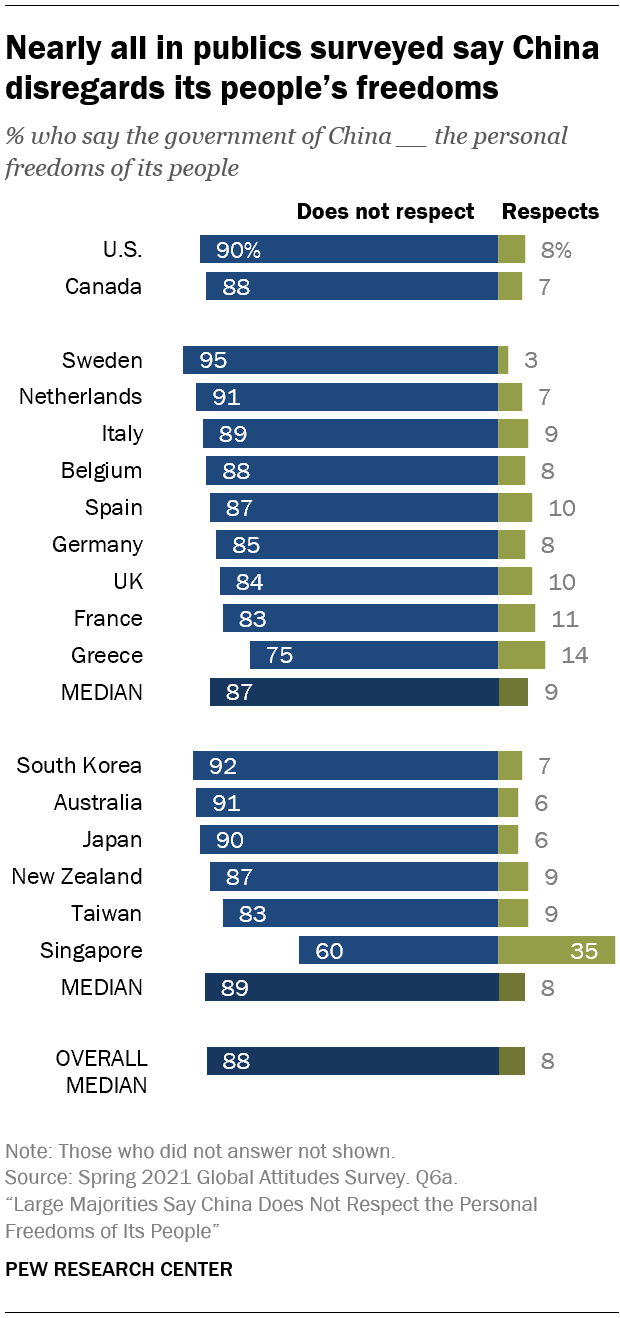 Nearly all in publics surveyed say China
disregards its people’s freedoms
% who say the government of China __ the personal
freedoms of its people
Does not respect Respects
U.S. 90% 8%
Canada 88 7
Sweden 95 3
Netherlands 91 7
Italy 89 9
Belgium 88 8
Spain 87 10
Germany 85 8
UK 84 10
France 83 11
Greece 75 14
MEDIAN 87 9
South Korea 92 7
Australia 91 6
Japan 90 6
New Zealand 87 9
Taiwan 83 9
Singapore 60 35
MEDIAN 89 8
OVERALL 88 8
MEDIAN
Note: Those who did not answer not shown.
Source: Spring 2021 Global Attitudes Survey. Q6a.
“Large Majorities Say China Does Not Respect the Personal
Freedoms of Its People”
PEW RESEARCH CENTER